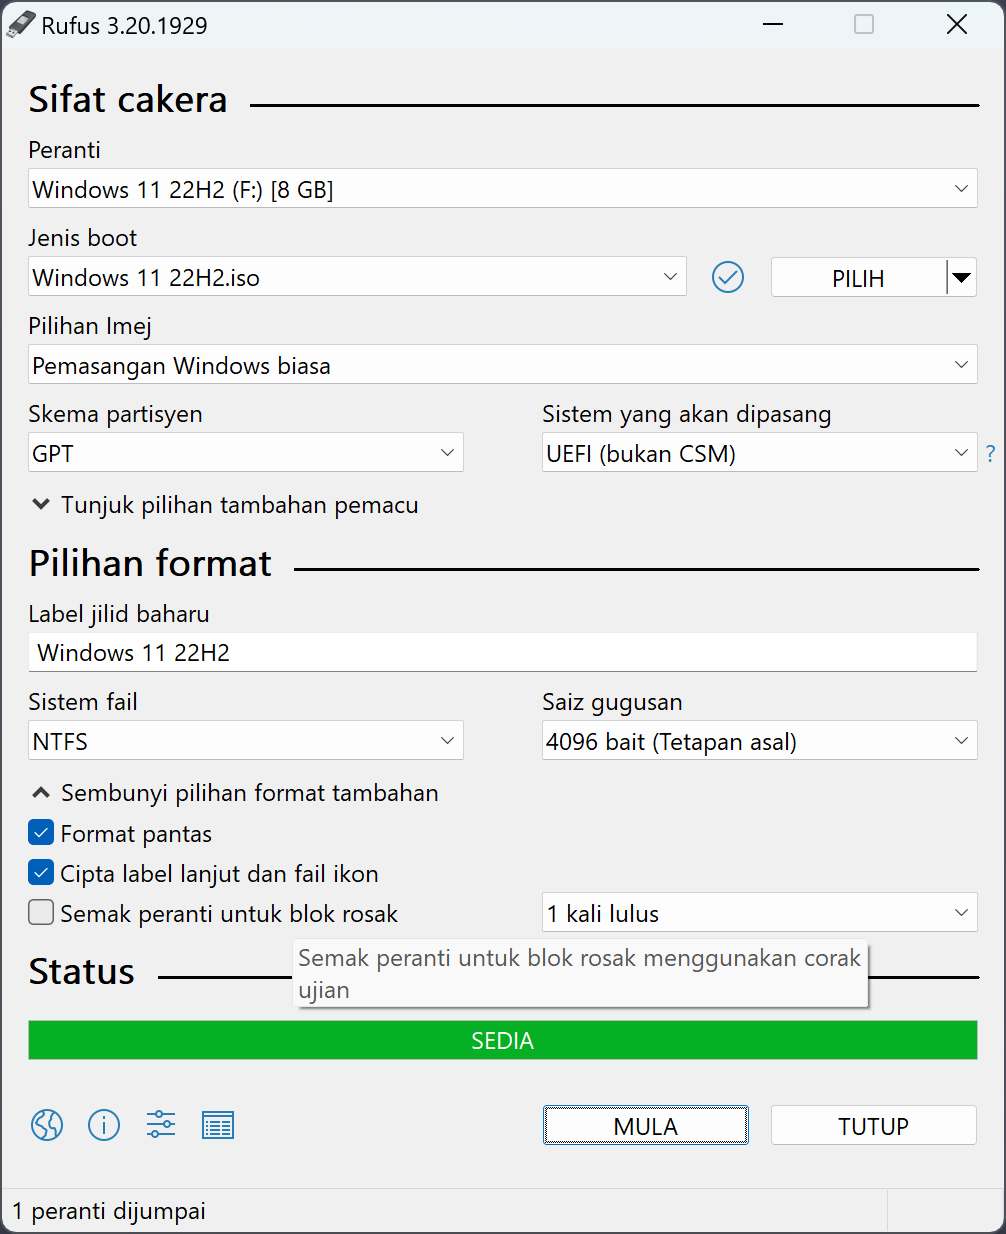 Rufus 3.20.1929
Sifat cakera
Peranti
Windows 11 22H2 (F:) [8 GB]
Jenis boot
Windows 11 22H2.iso
PILIH
Pilihan Imej
Pemasangan Windows biasa
Skema partisyen
Sistem yang akan dipasang
GPT
UEFI (bukan CSM)
?
Tunjuk pilihan tambahan pemacu
Pilihan format
Label jilid baharu
Windows 11 22H2
Sistem fail
Saiz gugusan
NTFS
4096 bait (Tetapan asal)
Sembunyi pilihan format tambahan
Format pantas
Cipta label lanjut dan fail ikon
Semak peranti untuk blok rosak
1 kali lulus
Semak peranti untuk blok rosak menggunakan corak
ujian
Status
SEDIA
MULA
TUTUP
1 peranti dijumpai